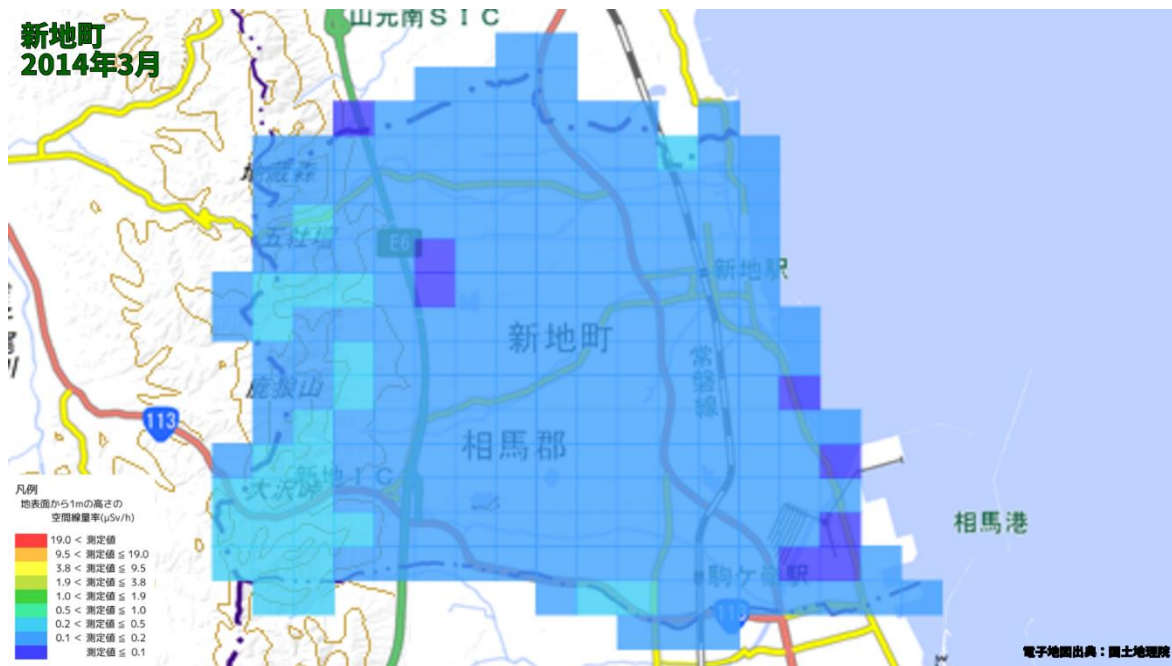 新地町
2014年3月
山元南SIC
地蔵森
五社壇
E6
新地駅
新地町
常磐線
鹿狼山
113
相馬郡
新地IC
大沢峠
相馬港
駒ケ嶺駅
113
凡例
地表面から1mの高さの
空間線量率(μSv/h)
19.0 < 測定値
9.5 < 測定値 ≦ 19.0
3.8 < 測定値 ≦ 9.5
1.9 < 測定値 ≦ 3.8
1.0 < 測定値 ≦ 1.9
0.5 < 測定値 ≦ 1.0
0.2 < 測定値 ≦ 0.5
0.1 < 測定値 ≦ 0.2
測定値 ≦ 0.1
電子地図出典：国土地理院